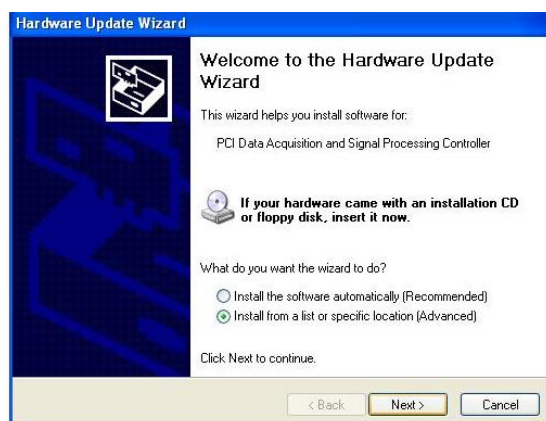 Hardware Update Wizard
Welcome to the Hardware Update
Wizard
This wizard helps you install software for:
PCI Data Acquisition and Signal Processing Controller
If your hardware came with an installation CD
or floppy disk, insert it now.
What do you want the wizard to do?
Install the software automatically (Recommended)
Install from a list or specific location (Advanced)
Click Next to continue.
< Back Next > Cancel